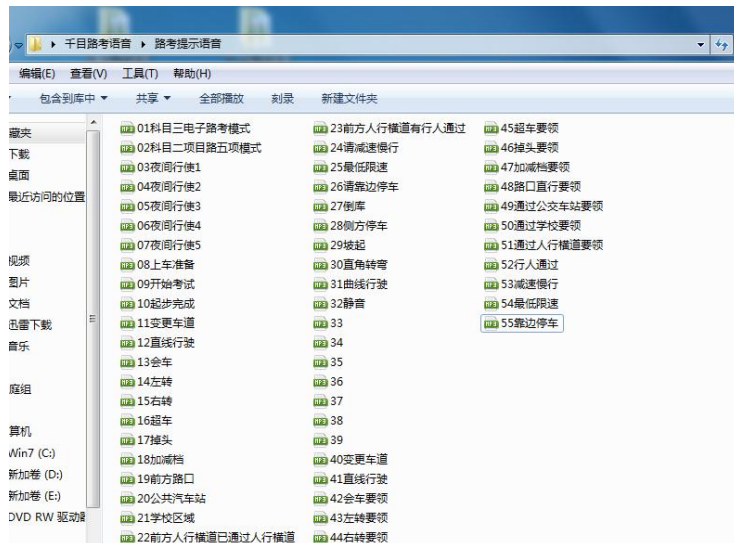 千目路考语音 路考提示语音
编辑(E) 查看(V) 工具(T) 帮助(H)
包含到库中 共享 全部播放 刻录 新建文件夹
藏夹
下载
桌面
最近访问的位置
视频
图片
文档
迅雷下载
音乐
庭组
算机
Win7 (C:)
新加卷 (D:)
新加卷 (E:)
DVD RW 驱动器
01科目三电子路考模式
02科目二项目路五项模式
03夜间行使1
04夜间行使2
05夜间行使3
06夜间行使4
07夜间行使5
08上车准备
09开始考试
10起步完成
11变更车道
12直线行驶
13会车
14左转
15右转
16超车
17掉头
18加减档
19前方路口
20公共汽车站
21学校区域
22前方人行横道已通过人行横道
23前方人行横道有行人通过
24请减速慢行
25最低限速
26请靠边停车
27倒库
28侧方停车
29坡起
30直角转弯
31曲线行驶
32静音
33
34
35
36
37
38
39
40变更车道
41直线行驶
42会车要领
43左转要领
44右转要领
45超车要领
46掉头要领
47加减档要领
48路口直行要领
49通过公交车站要领
50通过学校要领
51通过人行横道要领
52行人通过
53减速慢行
54最低限速
55靠边停车